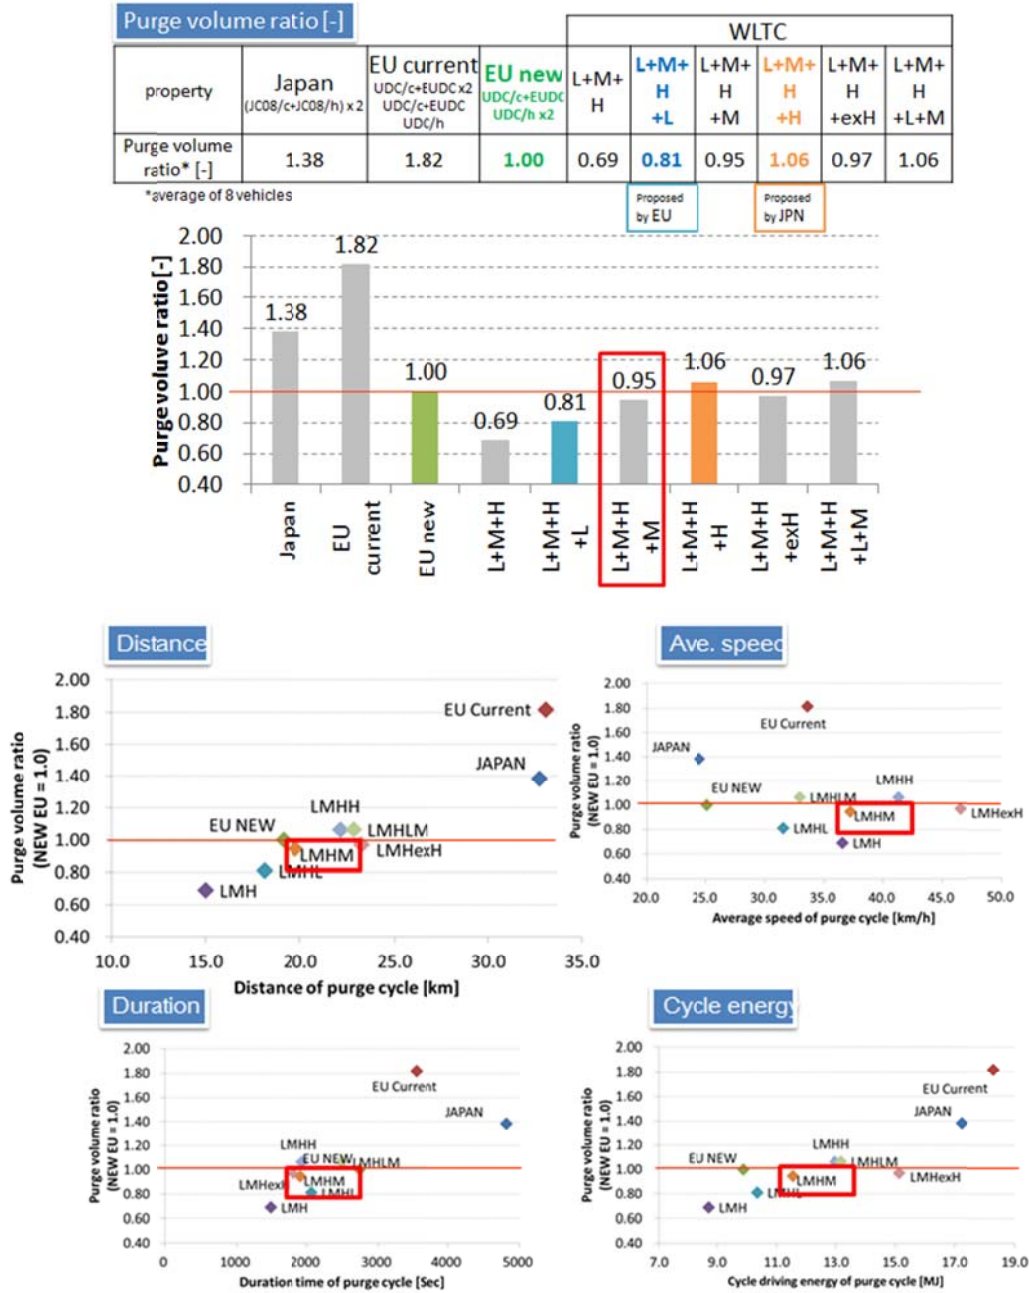 Purge volume ratio [-]
WLTC
property
Japan
(JC08/c+JC08/h) x 2
EU current
UDC/c+EUDC x2
UDC/c+EUDC
UDC/h
EU new
UDC/c+EUDC
UDC/h x2
L+M+
H
L+M+
H
+L
L+M+
H
+M
L+M+
H
+H
L+M+
H
+exH
L+M+
H
+L+M
Purge volume
ratio* [-]
1.38
1.82
1.00
0.69
0.81
0.95
1.06
0.97
1.06
*average of 8 vehicles
Proposed
by EU
Proposed
by JPN
Purge voluve ratio [-]
2.00
1.80
1.60
1.40
1.20
1.00
0.80
0.60
0.40
1.38
1.82
1.00
0.69
0.81
0.95
1.06
0.97
1.06
Japan
EU
current
EU new
L+M+H
L+M+H
+L
L+M+H
+M
L+M+H
+H
L+M+H
+exH
L+M+H
+L+M
Distance
Purge volume ratio
(NEW EU = 1.0)
2.00
1.80
1.60
1.40
1.20
1.00
0.80
0.60
0.40
EU Current
JAPAN
LMHH
EU NEW
LMHLM
LMHexH
LMHM
LMHL
LMH
10.0 15.0 20.0 25.0 30.0 35.0
Distance of purge cycle [km]
Ave. speed
Purge volume ratio
(NEW EU = 1.0)
2.00
1.80
1.60
1.40
1.20
1.00
0.80
0.60
0.40
EU Current
JAPAN
EU NEW
LMHH
LMHLM
LMHM
LMHexH
LMHL
LMH
20.0 25.0 30.0 35.0 40.0 45.0 50.0
Average speed of purge cycle [km/h]
Duration
Purge volume ratio
(NEW EU = 1.0)
2.00
1.80
1.60
1.40
1.20
1.00
0.80
0.60
0.40
EU Current
JAPAN
LMHH
EU NEW
LMHLM
LMHexH
LMHM
LMHL
LMH
0 1000 2000 3000 4000 5000
Duration time of purge cycle [Sec]
Cycle energy
Purge volume ratio
(NEW EU = 1.0)
2.00
1.80
1.60
1.40
1.20
1.00
0.80
0.60
0.40
EU Current
JAPAN
LMHH
EU NEW
LMHLM
LMHexH
LMHM
LMHL
LMH
7.0 9.0 11.0 13.0 15.0 17.0 19.0
Cycle driving energy of purge cycle [MJ]